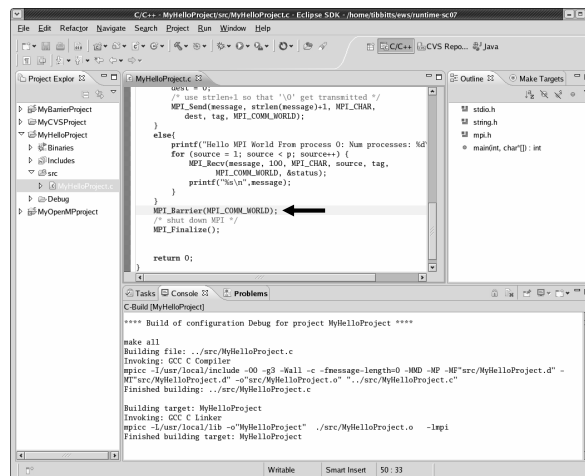 C/C++ - MyHelloProject/src/MyHelloProject.c - Eclipse SDK - /home/tibbitts/ews/runtime-sc07
File Edit Refactor Navigate Search Project Run Window Help
C/C++ CVS Repo... Java
Project Explor
MyBarrierProject
MyCVSProject
MyHelloProject
Binaries
Includes
src
MyHelloProject.c
Debug
MyOpenMPproject
MyHelloProject.c
dest = 0;
/* use strlen+1 so that '\0' get transmitted */
MPI_Send(message, strlen(message)+1, MPI_CHAR,
dest, tag, MPI_COMM_WORLD);
}
else{
printf("Hello MPI World From process 0: Num processes: %d\
for (source = 1; source < p; source++) {
MPI_Recv(message, 100, MPI_CHAR, source, tag,
MPI_COMM_WORLD, &status);
printf("%s\n",message);
}
}
MPI_Barrier(MPI_COMM_WORLD);
/* shut down MPI */
MPI_Finalize();
return 0;
}
Outline Make Targets
stdio.h
string.h
mpi.h
main(int, char*[]) : int
Tasks Console Problems
C-Build [MyHelloProject]
**** Build of configuration Debug for project MyHelloProject ****
make all
Building file: ../src/MyHelloProject.c
Invoking: GCC C Compiler
mpicc -I/usr/local/include -O0 -g3 -Wall -c -fmessage-length=0 -MMD -MP -MF"src/MyHelloProject.d" -
MT"src/MyHelloProject.d" -o"src/MyHelloProject.o" "../src/MyHelloProject.c"
Finished building: ../src/MyHelloProject.c
Building target: MyHelloProject
Invoking: GCC C Linker
mpicc -L/usr/local/lib -o"MyHelloProject" ./src/MyHelloProject.o -lmpi
Finished building target: MyHelloProject
Writable Smart Insert 50 : 33